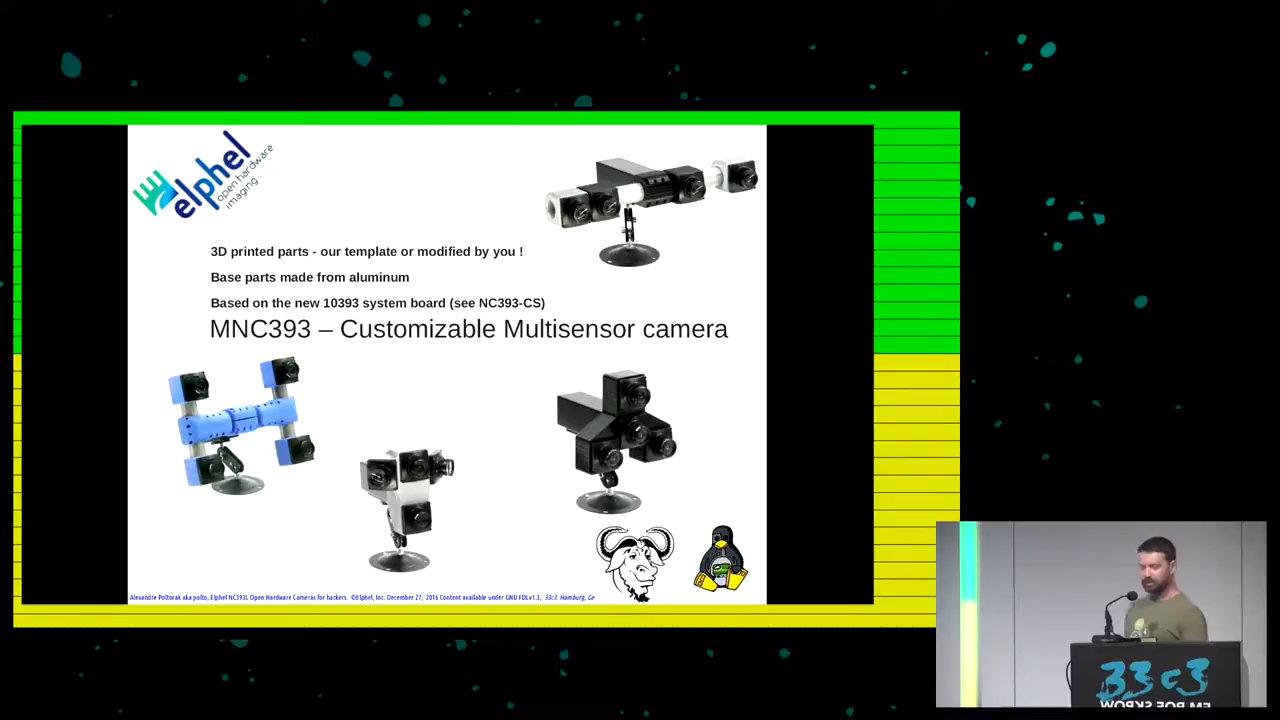 elphel
open hardware
imaging
3D printed parts - our template or modified by you !
Base parts made from aluminum
Based on the new 10393 system board (see NC393-CS)
MNC393 – Customizable Multisensor camera
Alexandre Poltorak aka polto, Elphel NC393L Open Hardware Cameras for hackers. ©Elphel, Inc. December 27, 2016 Content available under GNU FDLv1.3, 33c3. Hamburg, Ge
33c3